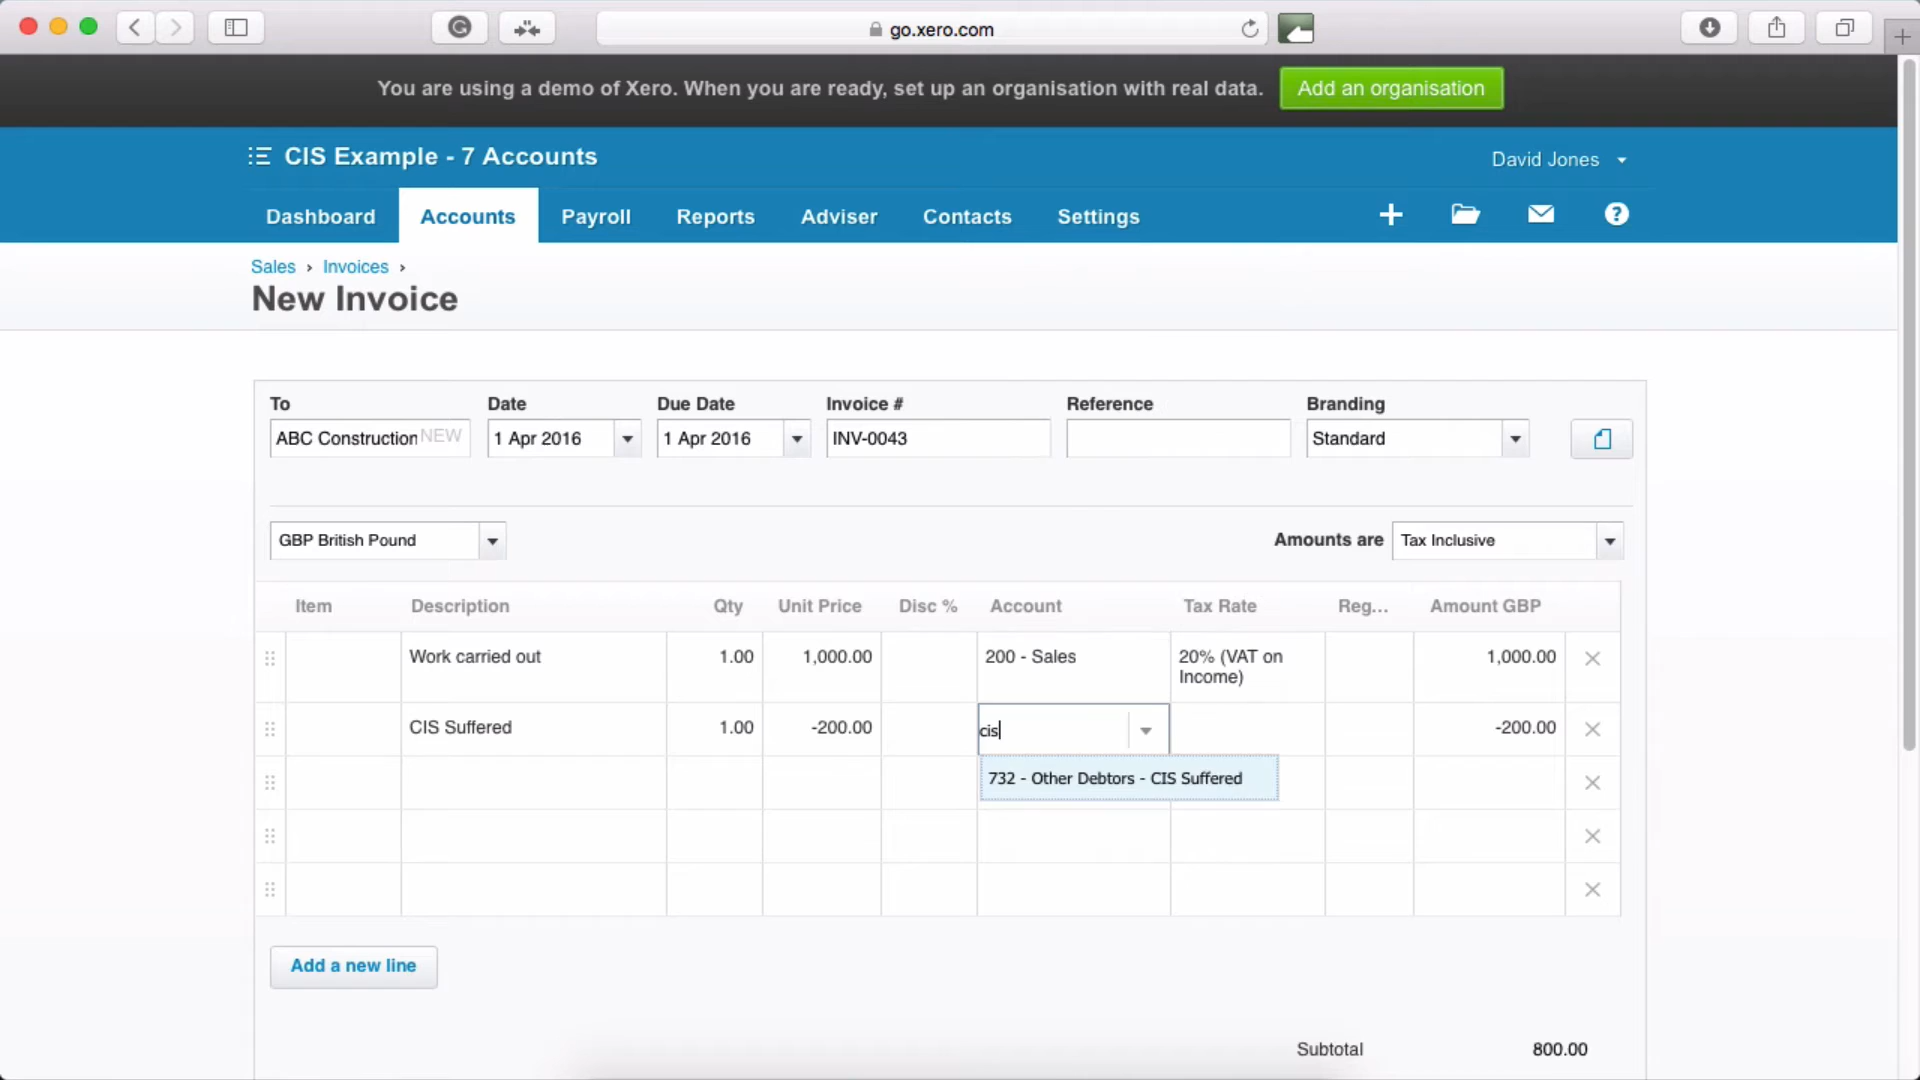 go.xero.com
You are using a demo of Xero. When you are ready, set up an organisation with real data.
Add an organisation
CIS Example - 7 Accounts
David Jones
Dashboard
Accounts
Payroll
Reports
Adviser
Contacts
Settings
Sales › Invoices ›
New Invoice
To
Date
Due Date
Invoice #
Reference
Branding
ABC Construction NEW
1 Apr 2016
1 Apr 2016
INV-0043
Standard
GBP British Pound
Amounts are
Tax Inclusive
Item
Description
Qty
Unit Price
Disc %
Account
Tax Rate
Reg...
Amount GBP
Work carried out
1.00
1,000.00
200 - Sales
20% (VAT on
Income)
1,000.00
CIS Suffered
1.00
-200.00
cis
-200.00
732 - Other Debtors - CIS Suffered
Add a new line
Subtotal
800.00